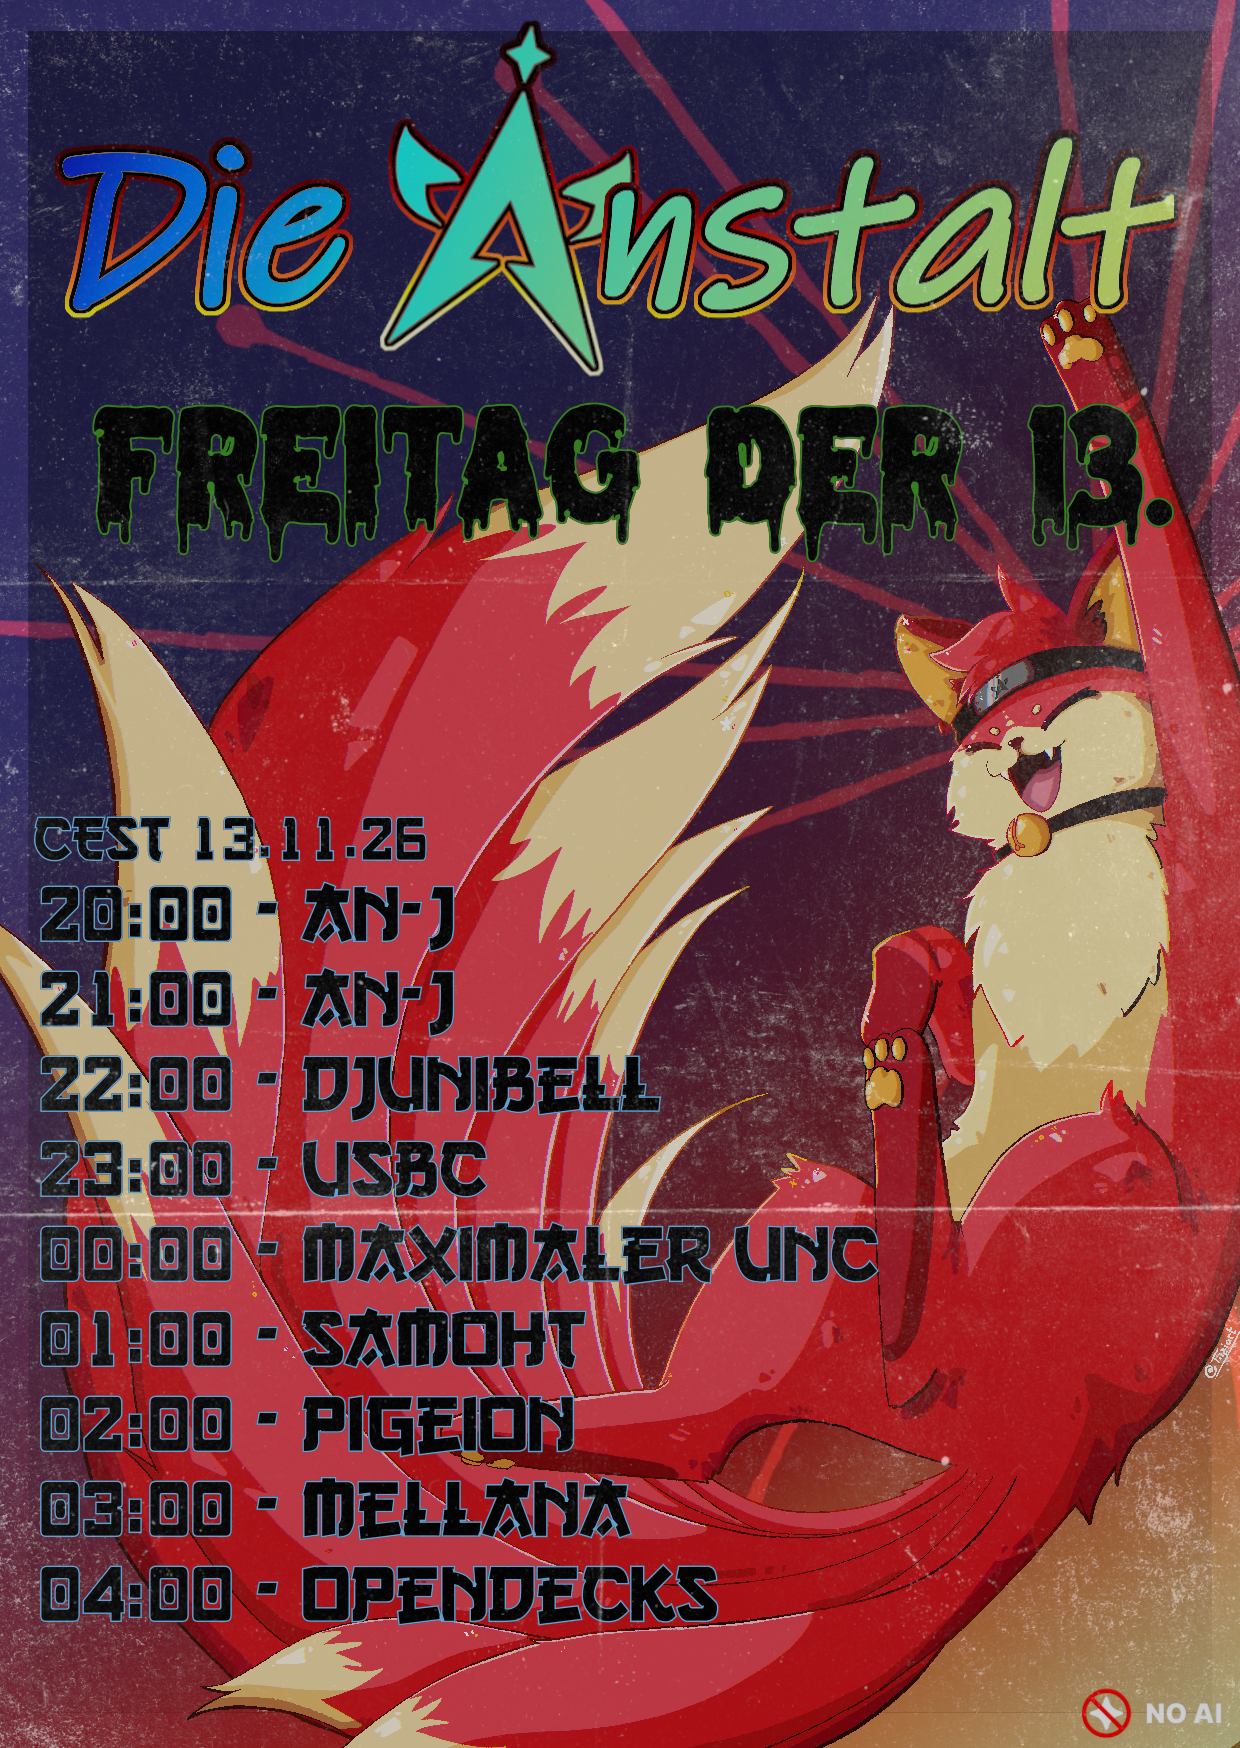 Die Anstalt
FREITAG DER 13.
CEST 13.11.26
20:00 - AN-J
21:00 - AN-J
22:00 - DJUNIBELL
23:00 - USBC
00:00 - MAXIMALER UNC
01:00 - SAMOHT
02:00 - PIGEION
03:00 - MELLANA
04:00 - OPENDECKS
NO AI